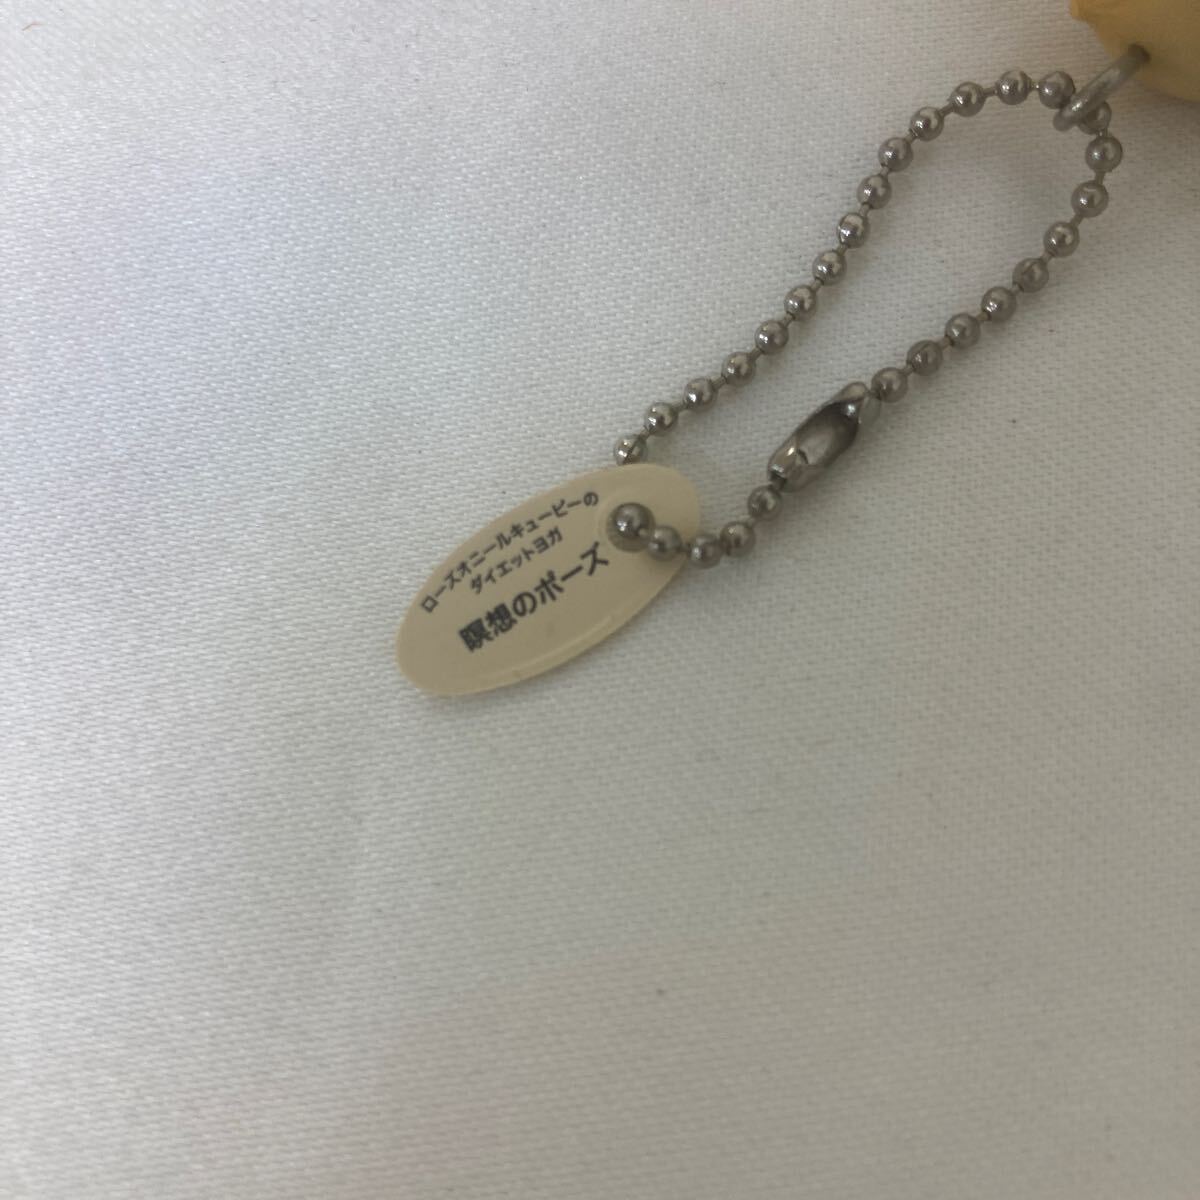 ローズオニールキューピーの
ダイエットヨガ
瞑想のポーズ